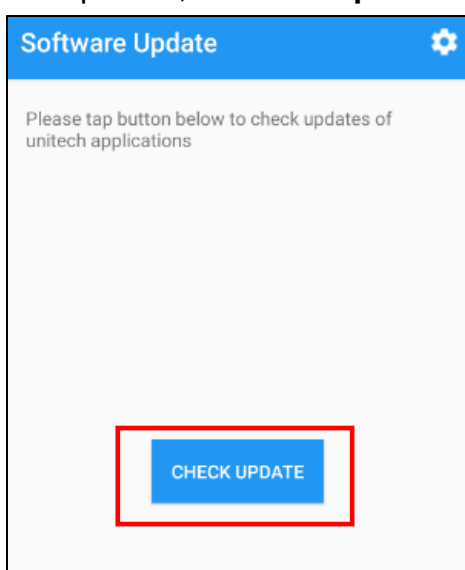 Software Update
Please tap button below to check updates of
unitech applications
CHECK UPDATE